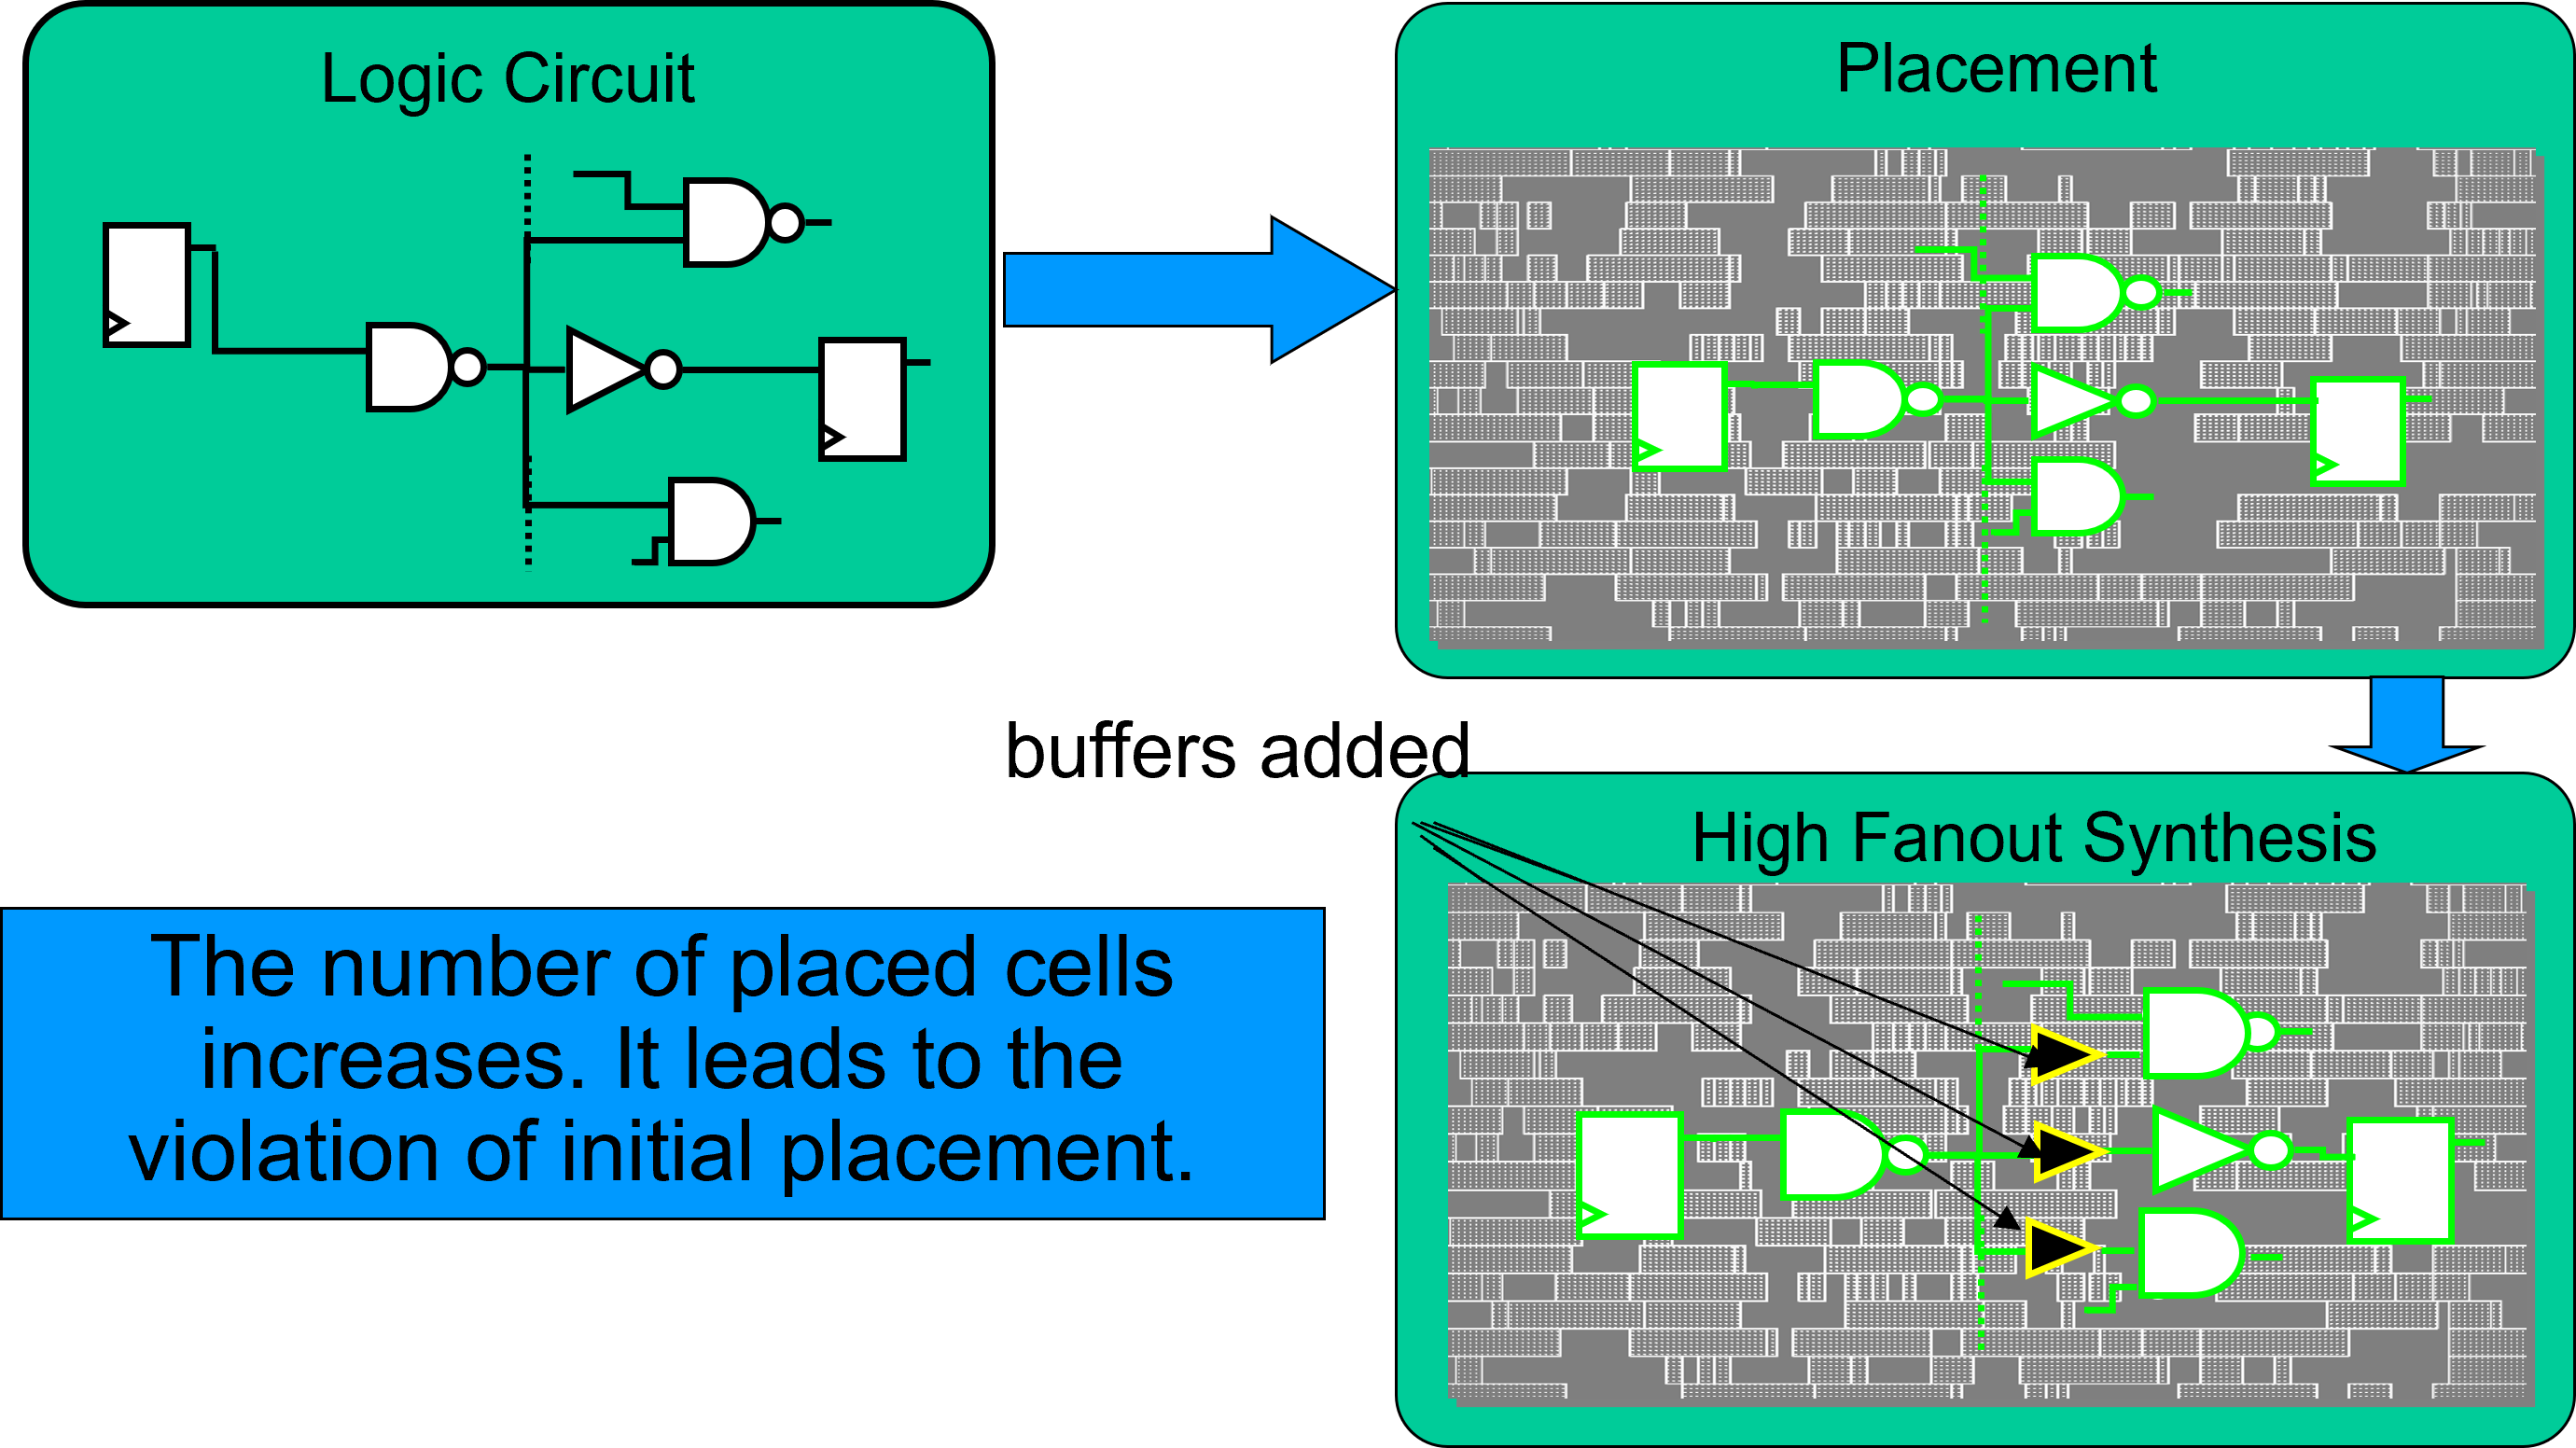 Logic Circuit
Placement
buffers added
High Fanout Synthesis
The number of placed cells
increases. It leads to the
violation of initial placement.